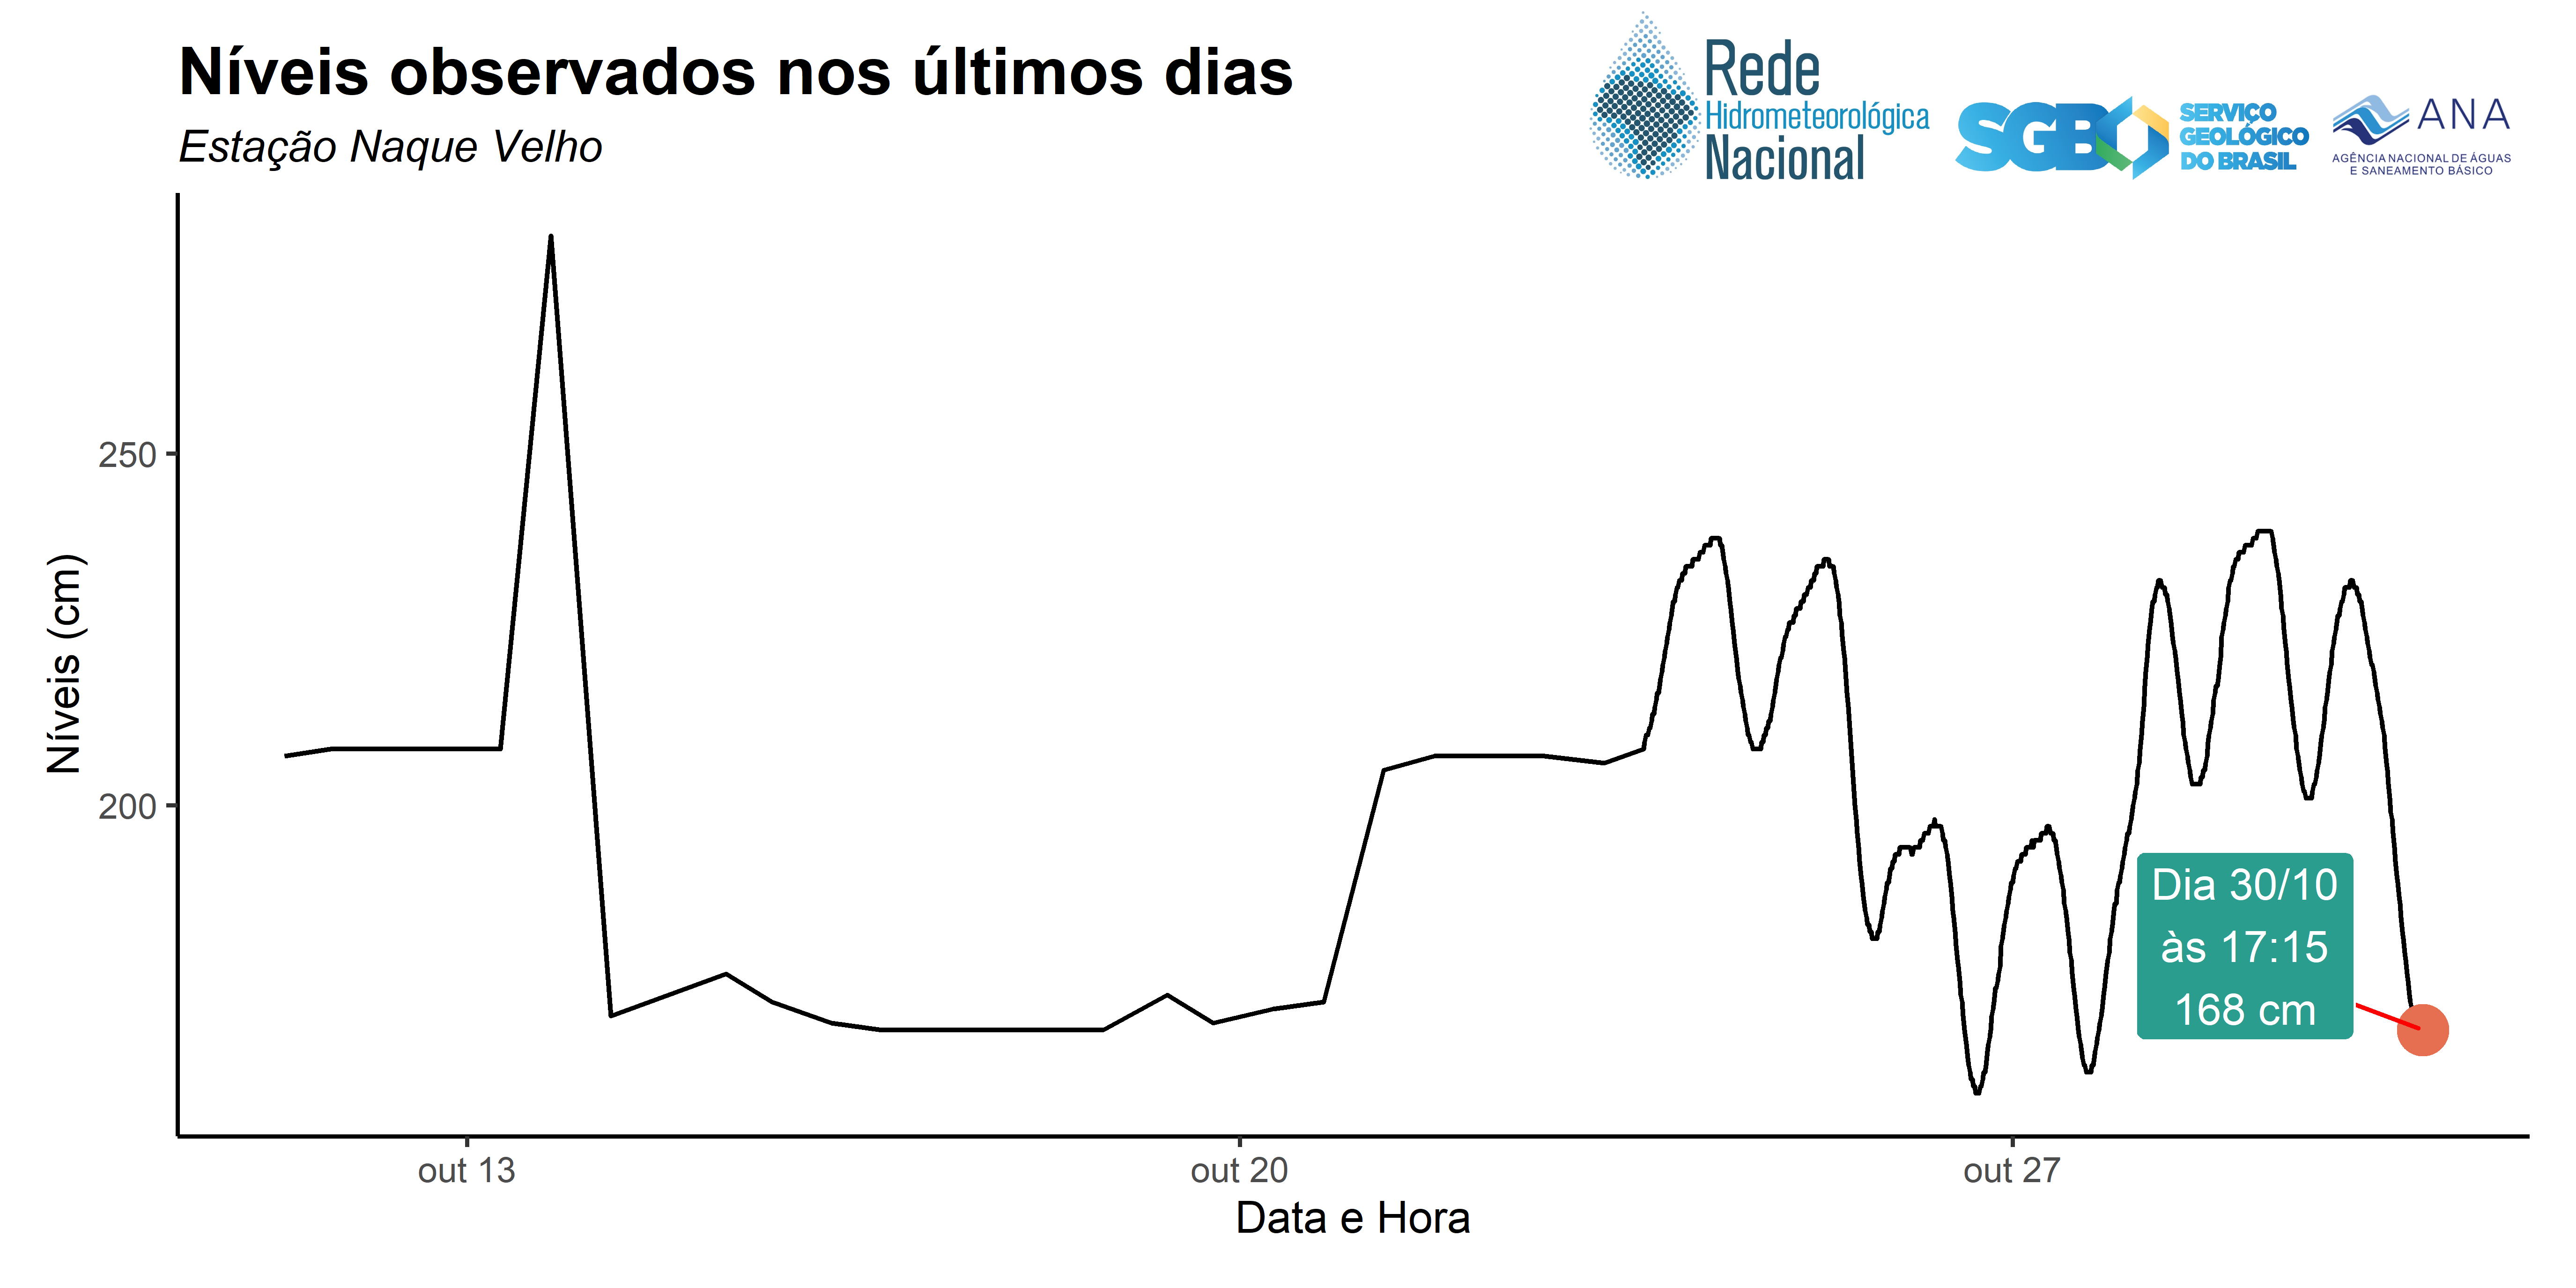 Níveis observados nos últimos dias
Estação Naque Velho
Rede
Hidrometeorológica
Nacional
SGB
SERVIÇO
GEOLÓGICO
DO BRASIL
ANA
AGÊNCIA NACIONAL DE ÁGUAS
E SANEAMENTO BÁSICO
Níveis (cm)
250
200
Dia 30/10
às 17:15
168 cm
out 13
out 20
out 27
Data e Hora